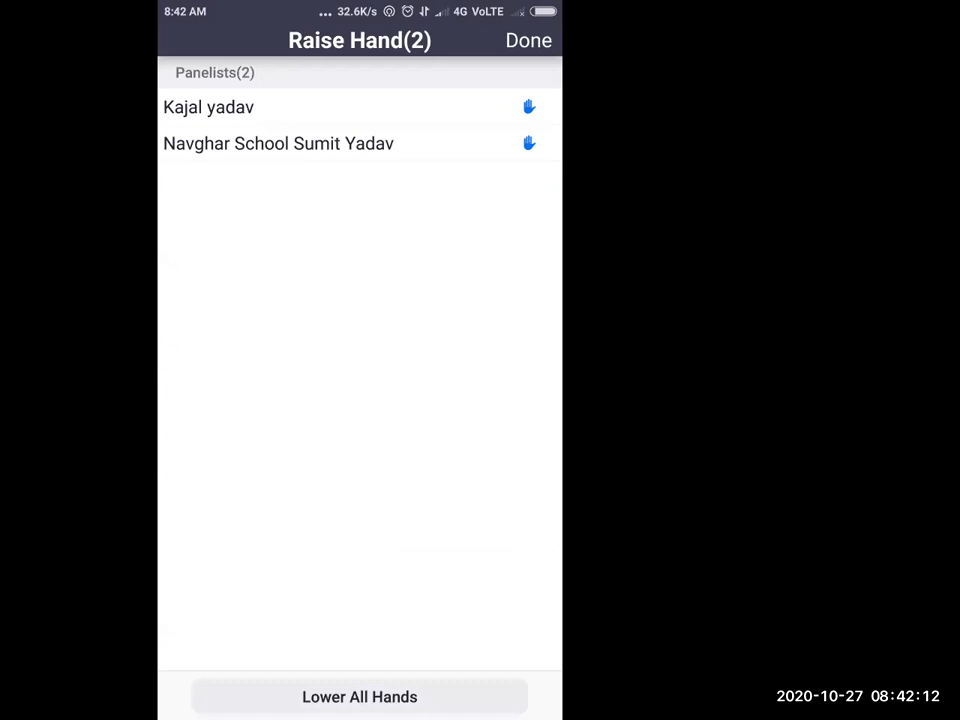 8:42 AM ... 32.6K/s 4G VoLTE
Raise Hand(2) Done
Panelists(2)
Kajal yadav
Navghar School Sumit Yadav
Lower All Hands
2020-10-27 08:42:12